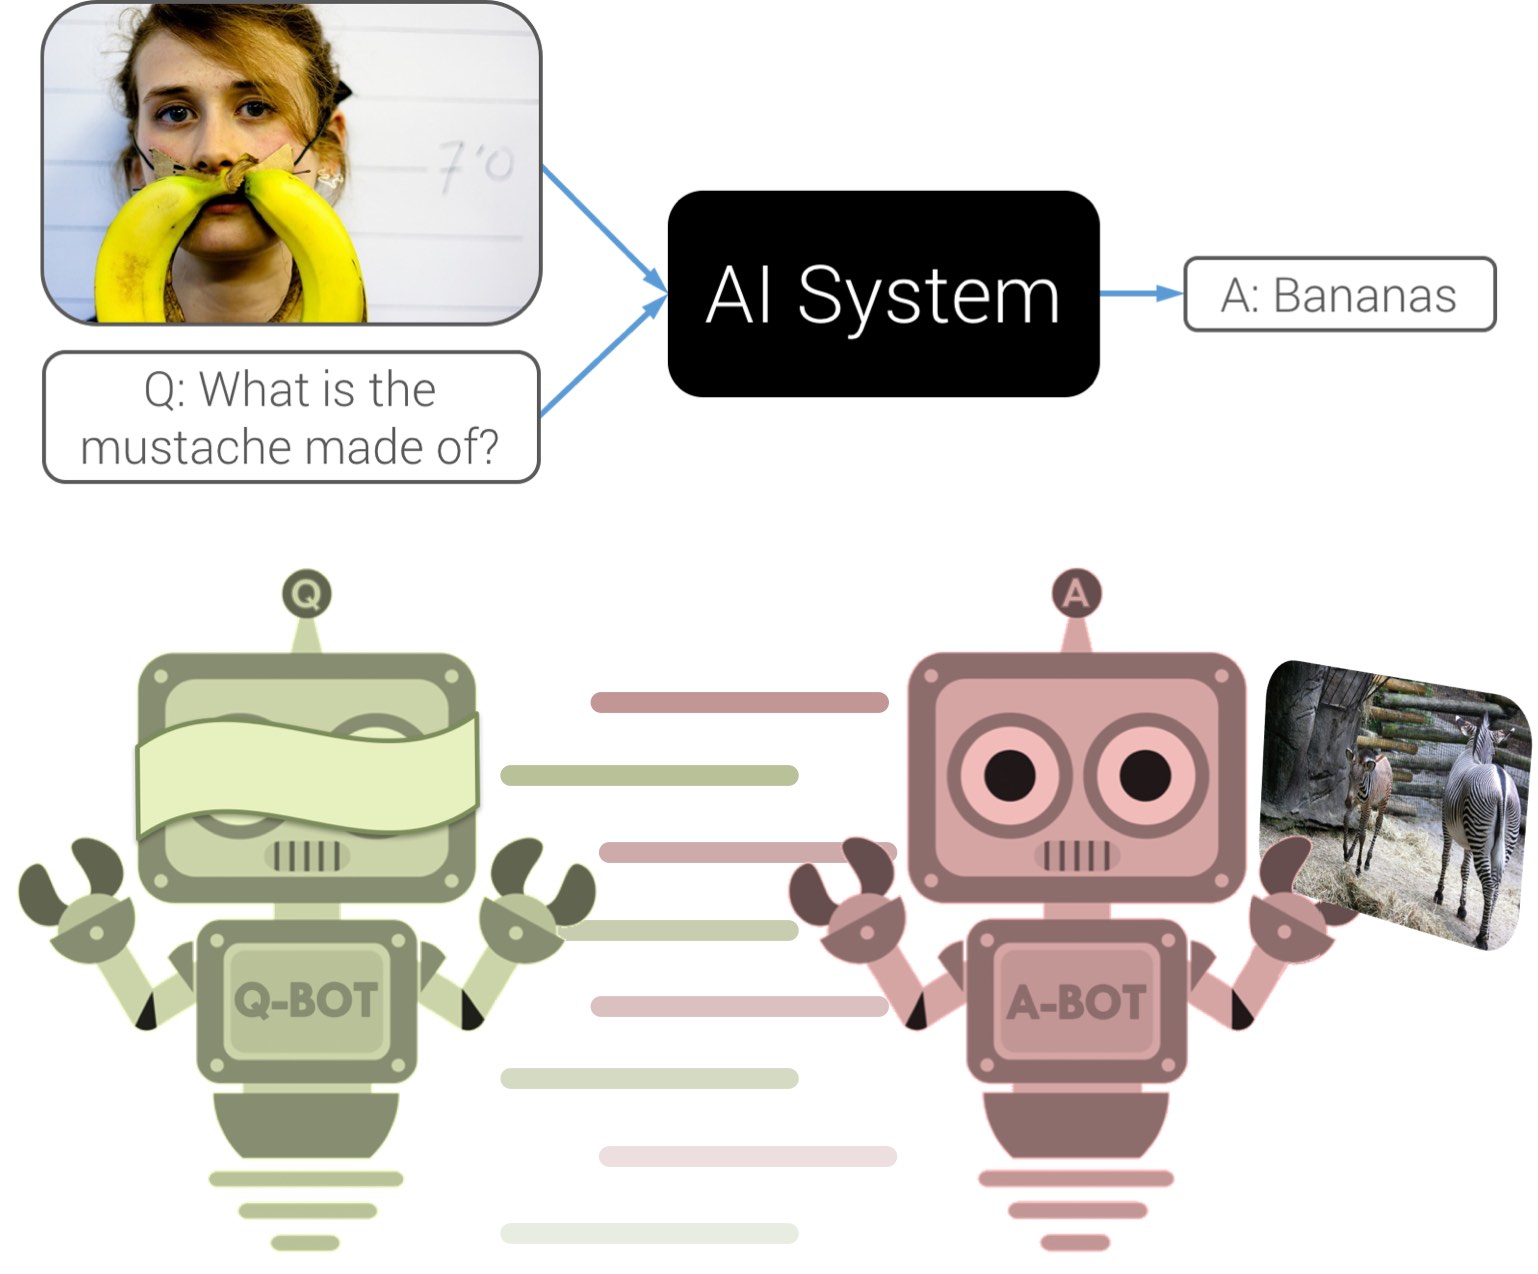 7'0
Q: What is the
mustache made of?
AI System
A: Bananas
Q
A
Q-BOT
A-BOT